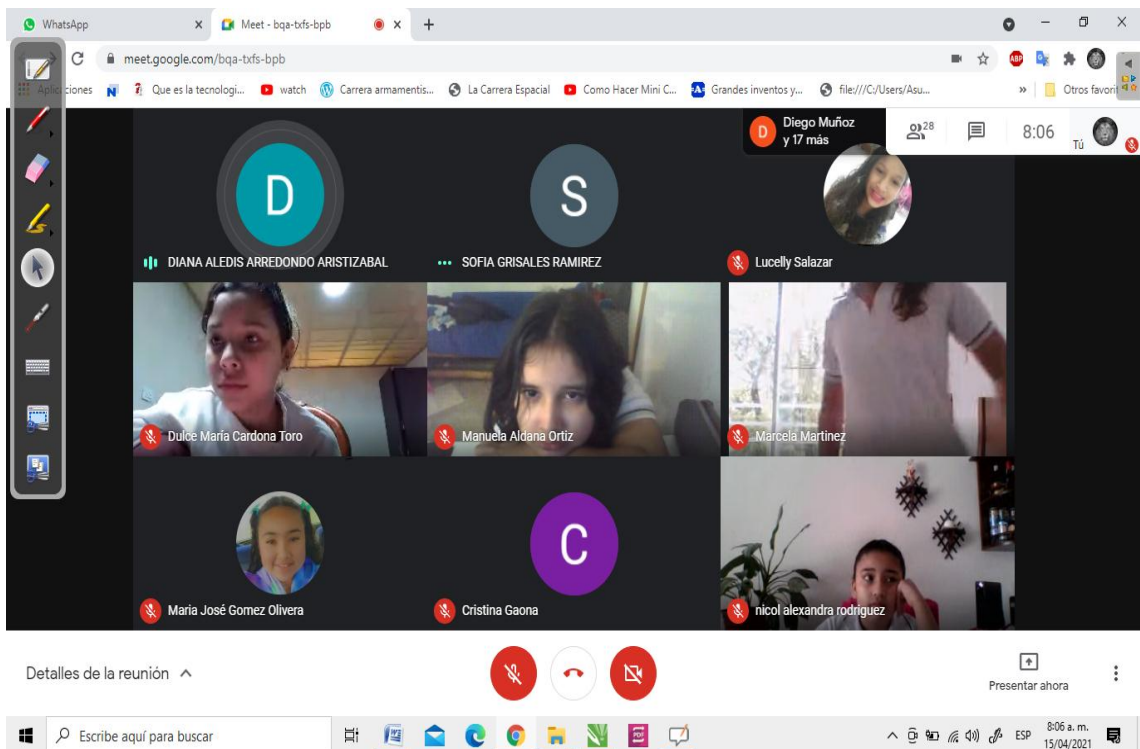 WhatsApp
Meet - bqa-txfs-bpb
meet.google.com/bqa-txfs-bpb
ABP
Que es la tecnologi...
watch
Carrera armamentis...
La Carrera Espacial
Como Hacer Mini C...
Grandes inventos y...
file:///C:/Users/Asu...
»
Otros favorit
D
Diego Muñoz
y 17 más
28
8:06
Tú
D
S
DIANA ALEDIS ARREDONDO ARISTIZABAL
SOFIA GRISALES RAMIREZ
Lucelly Salazar
Dulce María Cardona Toro
Manuela Aldana Ortiz
Marcela Martinez
C
Maria José Gomez Olivera
Cristina Gaona
nicol alexandra rodriguez
Detalles de la reunión
Presentar ahora
Escribe aquí para buscar
ESP
8:06 a. m.
15/04/2021